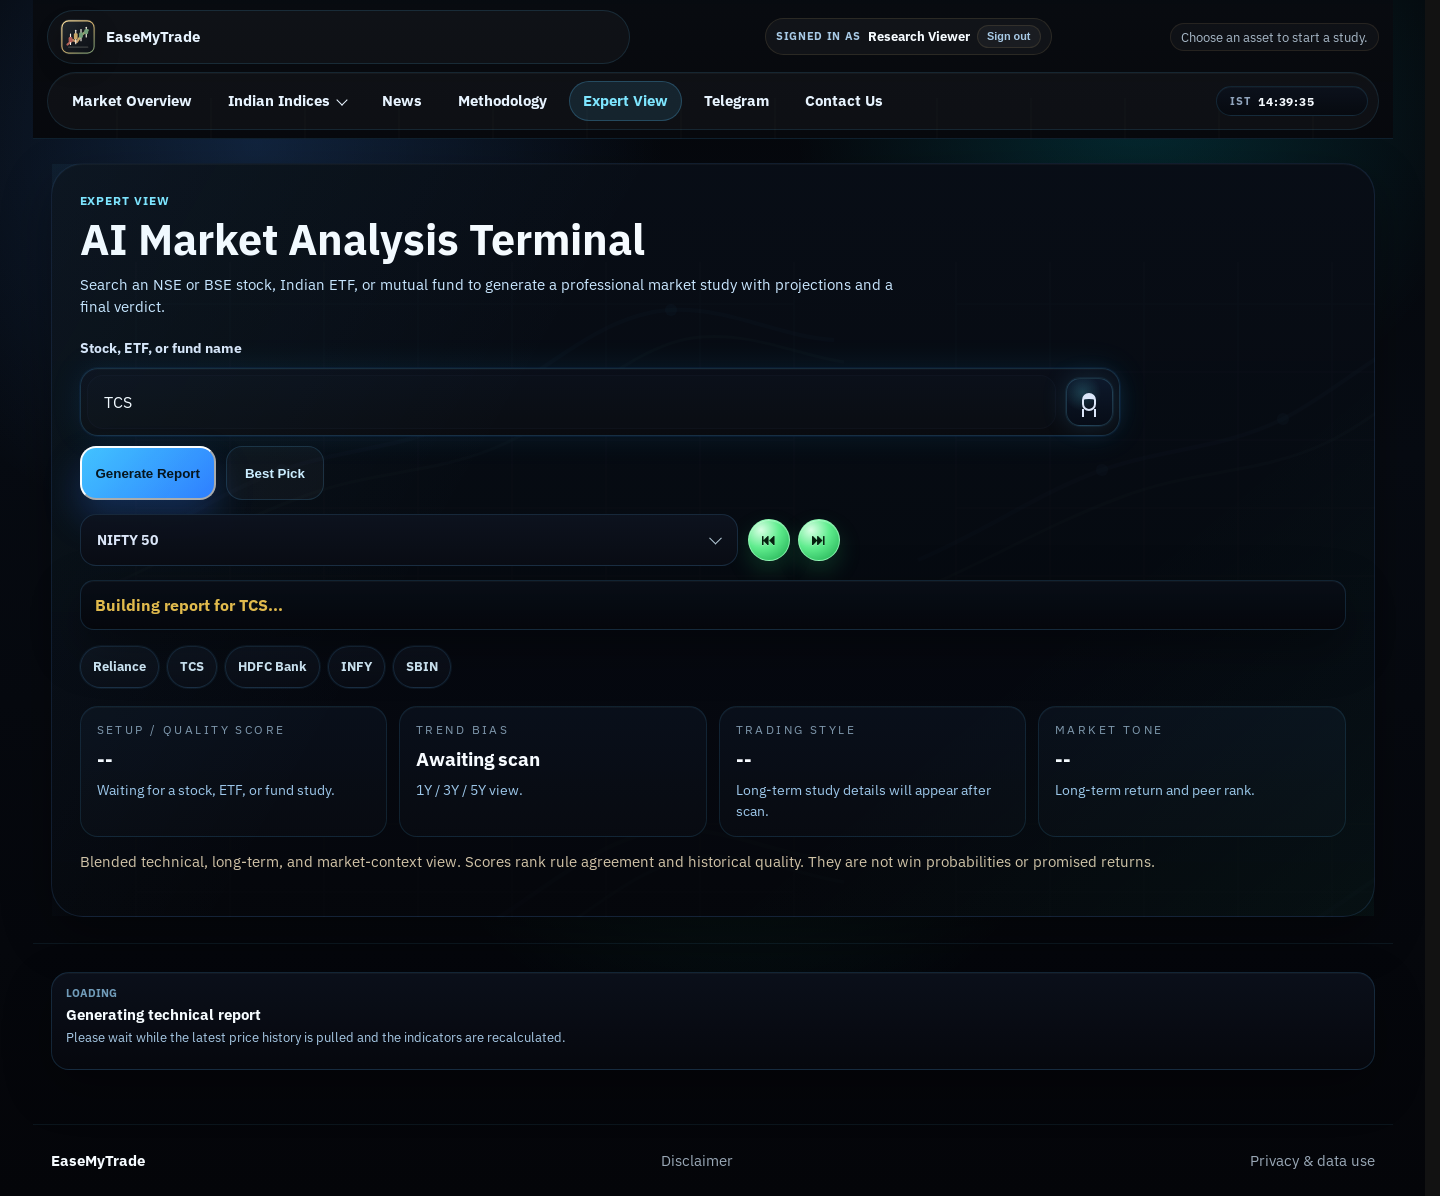 EaseMyTrade
SIGNED IN AS Research Viewer Sign out
Choose an asset to start a study.
Market Overview
Indian Indices
News
Methodology
Expert View
Telegram
Contact Us
IST 14:39:35
EXPERT VIEW
AI Market Analysis Terminal
Search an NSE or BSE stock, Indian ETF, or mutual fund to generate a professional market study with projections and a
final verdict.
Stock, ETF, or fund name
TCS
Generate Report
Best Pick
NIFTY 50
Building report for TCS...
Reliance
TCS
HDFC Bank
INFY
SBIN
SETUP / QUALITY SCORE
--
Waiting for a stock, ETF, or fund study.
TREND BIAS
Awaiting scan
1Y / 3Y / 5Y view.
TRADING STYLE
--
Long-term study details will appear after
scan.
MARKET TONE
--
Long-term return and peer rank.
Blended technical, long-term, and market-context view. Scores rank rule agreement and historical quality. They are not win probabilities or promised returns.
LOADING
Generating technical report
Please wait while the latest price history is pulled and the indicators are recalculated.
EaseMyTrade
Disclaimer
Privacy & data use